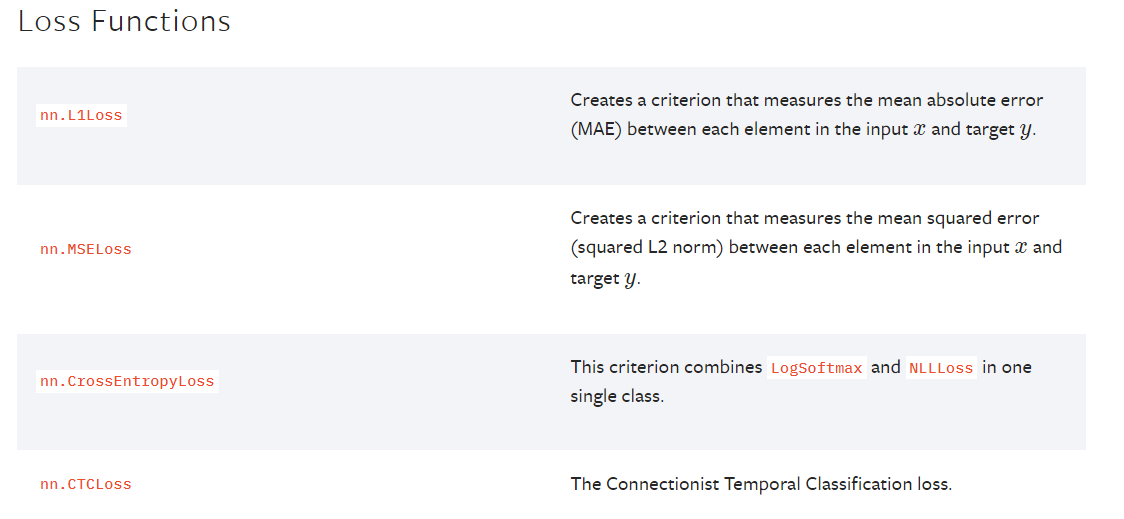 Loss Functions
nn.L1Loss
Creates a criterion that measures the mean absolute error
(MAE) between each element in the input x and target y.
nn.MSELoss
Creates a criterion that measures the mean squared error
(squared L2 norm) between each element in the input x and
target y.
nn.CrossEntropyLoss
This criterion combines LogSoftmax and NLLLoss in one
single class.
nn.CTCLoss
The Connectionist Temporal Classification loss.